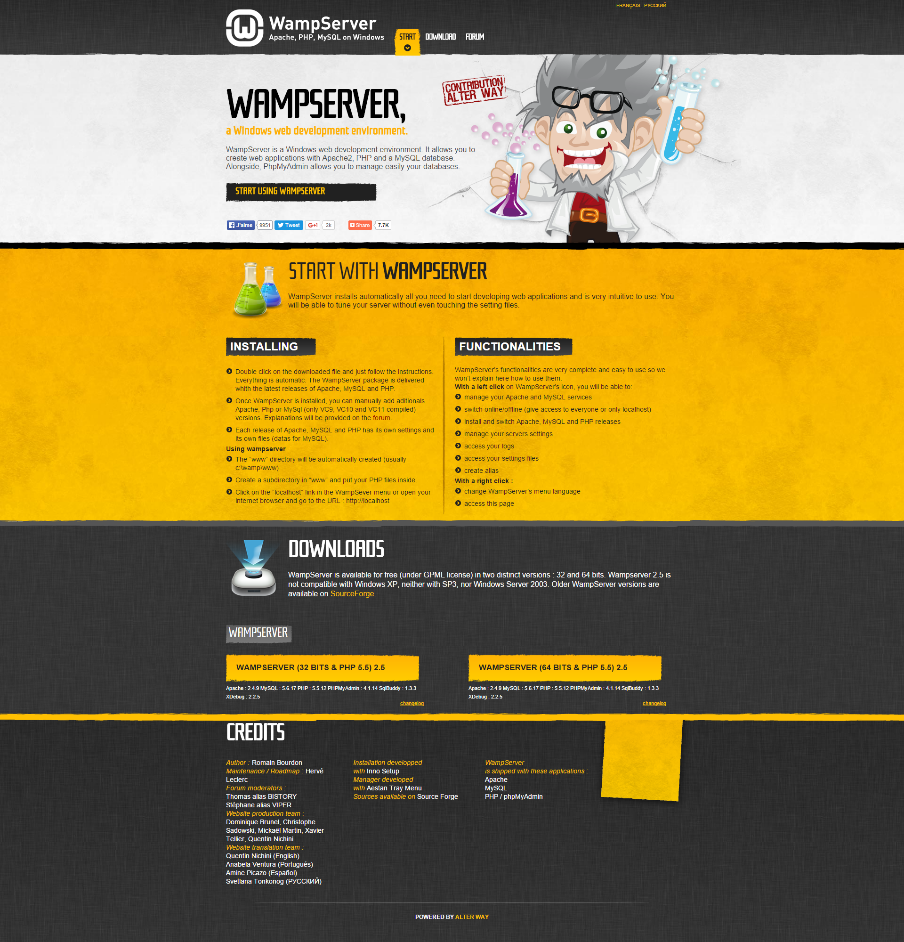 FRANÇAIS РУССКИЙ
WampServer
Apache, PHP, MySQL on Windows
START DOWNLOAD FORUM
CONTRIBUTION
ALTER WAY
WAMPSERVER,
a Windows web development environment.
WampServer is a Windows web development environment. It allows you to
create web applications with Apache2, PHP and a MySQL database.
Alongside, PhpMyAdmin allows you to manage easily your databases.
START USING WAMPSERVER
J'aime 9951 Tweet G+1 2k Share 7.7K
START WITH WAMPSERVER
WampServer installs automatically all you need to start developing web applications and is very intuitive to use. You
will be able to tune your server without even touching the setting files.
INSTALLING
Double click on the downloaded file and just follow the instructions.
Everything is automatic. The WampServer package is delivered
whith the latest releases of Apache, MySQL and PHP.
Once WampServer is installed, you can manually add aditionals
Apache, Php or MySql (only VC9, VC10 and VC11 compiled)
versions. Explanations will be provided on the forum.
Each release of Apache, MySQL and PHP has its own settings and
its own files (datas for MySQL).
Using wampserver
The "www" directory will be automatically created (usually
c:\wamp\www)
Create a subdirectory in "www" and put your PHP files inside.
Click on the "localhost" link in the WampSever menu or open your
internet browser and go to the URL : http://localhost
FUNCTIONALITIES
WampServer's functionalities are very complete and easy to use so we
won't explain here how to use them.
With a left click on WampServer's icon, you will be able to:
manage your Apache and MySQL services
switch online/offline (give access to everyone or only localhost)
install and switch Apache, MySQL and PHP releases
manage your servers settings
access your logs
access your settings files
create alias
With a right click :
change WampServer's menu language
access this page
DOWNLOADS
WampServer is available for free (under GPML license) in two distinct versions : 32 and 64 bits. Wampserver 2.5 is
not compatible with Windows XP, neither with SP3, nor Windows Server 2003. Older WampServer versions are
available on SourceForge.
WAMPSERVER
WAMPSERVER (32 BITS & PHP 5.5) 2.5
Apache : 2.4.9 MySQL : 5.6.17 PHP : 5.5.12 PHPMyAdmin : 4.1.14 SqlBuddy : 1.3.3
XDebug : 2.2.5
changelog
WAMPSERVER (64 BITS & PHP 5.5) 2.5
Apache : 2.4.9 MySQL : 5.6.17 PHP : 5.5.12 PHPMyAdmin : 4.1.14 SqlBuddy : 1.3.3
XDebug : 2.2.5
changelog
CREDITS
Author : Romain Bourdon
Maintenance / Roadmap : Hervé
Leclerc
Forum moderators
Thomas alias BISTORY
Stéphane alias VIPER
Website production team :
Dominique Brunet, Christophe
Sadowski, Mickaël Martin, Xavier
Tellier, Quentin Nichini
Website translation team :
Quentin Nichini (English)
Anabela Ventura (Português)
Amine Picazo (Español)
Svetlana Tonkonog (РУССКИЙ)
Installation developped
with Inno Setup
Manager developed
with Aestan Tray Menu
Sources available on Source Forge
WampServer
is shipped with these applications
Apache
MySQL
PHP / phpMyAdmin
POWERED BY ALTER WAY